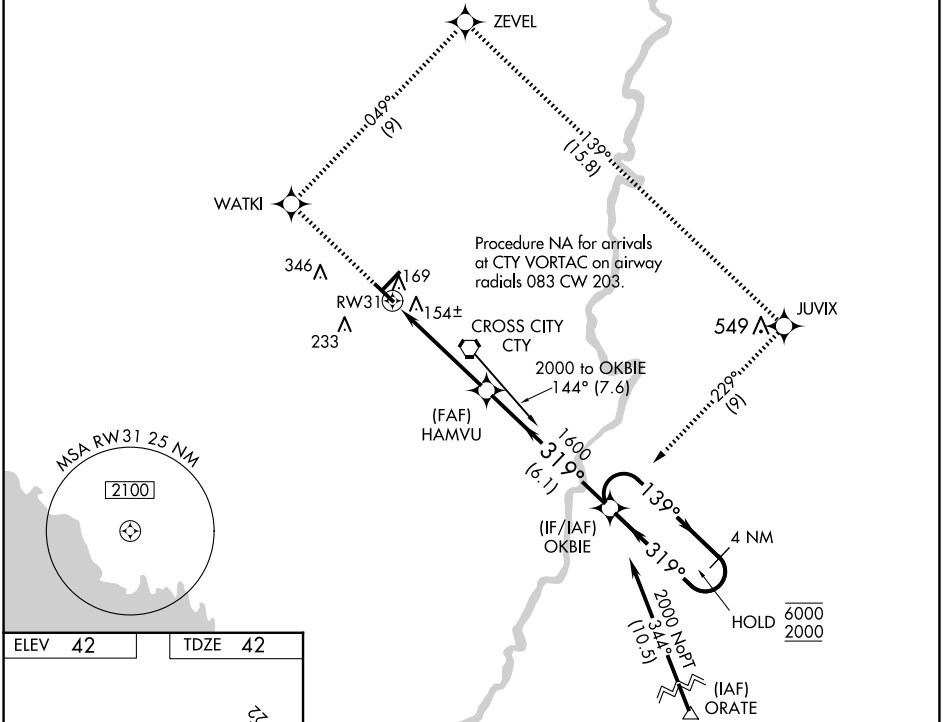 ZEVEL
049°
(9)
139°
(15.8)
WATKI
Procedure NA for arrivals
at CTY VORTAC on airway
radials 083 CW 203.
346
169
RW31
154±
233
CROSS CITY
CTY
549
JUVIX
2000 to OKBIE
144° (7.6)
229°
(9)
(FAF)
HAMVU
1600
319°
(6.1)
MSA RW31 25 NM
2100
139°
(IF/IAF)
OKBIE
4 NM
319°
HOLD
6000
2000
2000 NoPT
344°
(10.5)
(IAF)
ORATE
ELEV 42
TDZE 42
22